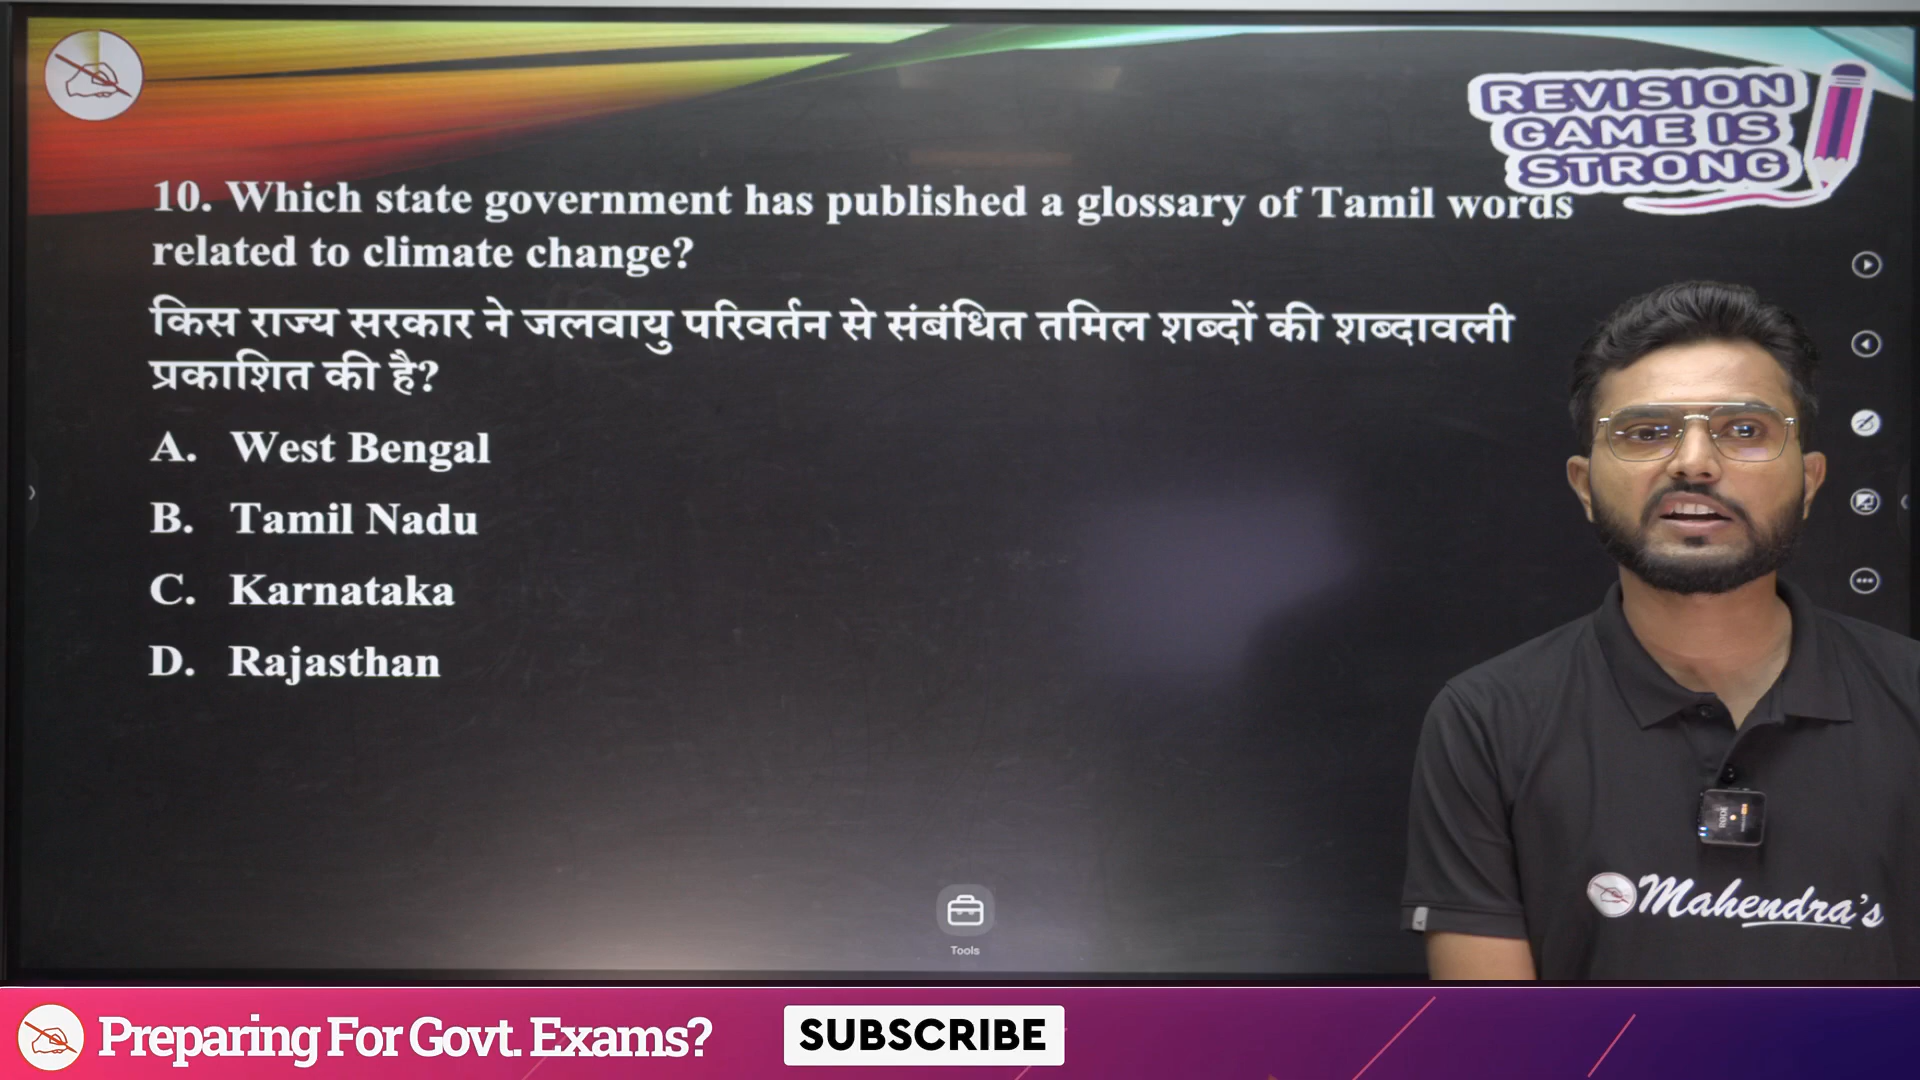 REVISION
GAME IS
STRONG
10. Which state government has published a glossary of Tamil words
related to climate change?
किस राज्य सरकार ने जलवायु परिवर्तन से संबंधित तमिल शब्दों की शब्दावली
प्रकाशित की है?
A. West Bengal
B. Tamil Nadu
C. Karnataka
D. Rajasthan
Tools
Mahendra's
Preparing For Govt. Exams?
SUBSCRIBE